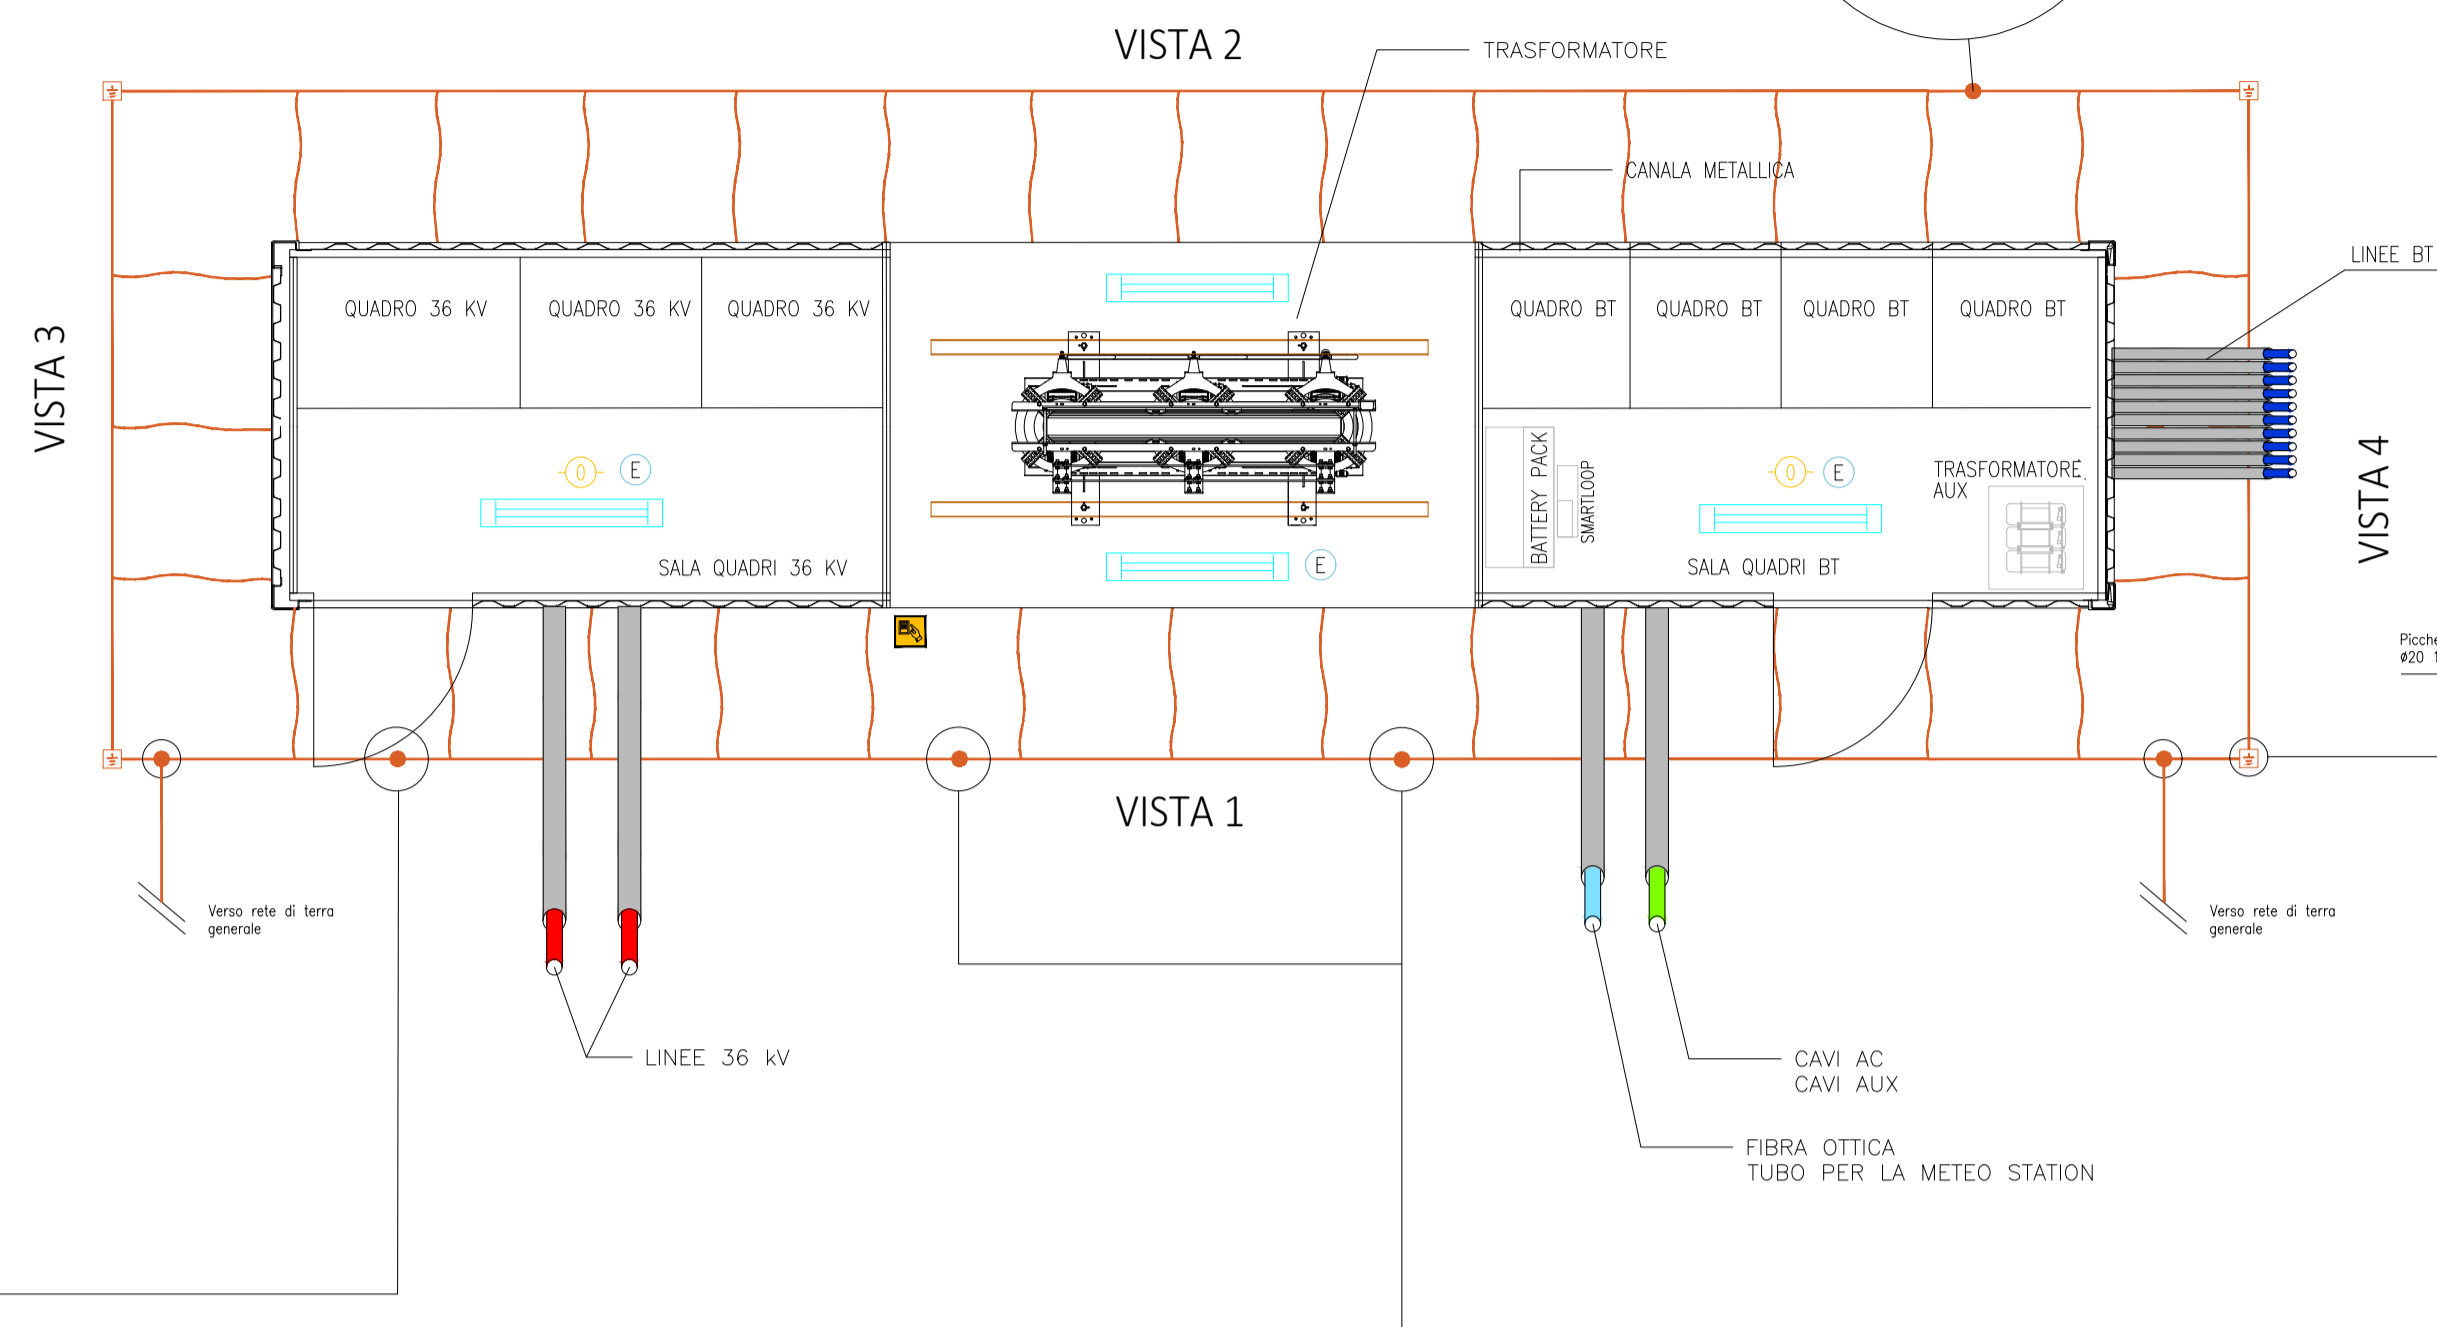 VISTA 2
TRASFORMATORE
CANALA METALLICA
LINEE BT
QUADRO 36 KV
QUADRO 36 KV
QUADRO 36 KV
QUADRO BT
QUADRO BT
QUADRO BT
QUADRO BT
VISTA 3
VISTA 4
E
E
E
O
O
BATTERY PACK
SMARTLOOP
TRASFORMATORE
AUX
SALA QUADRI 36 KV
SALA QUADRI BT
Ø20
VISTA 1
Verso rete di terra
generale
Verso rete di terra
generale
LINEE 36 kV
CAVI AC
CAVI AUX
FIBRA OTTICA
TUBO PER LA METEO STATION